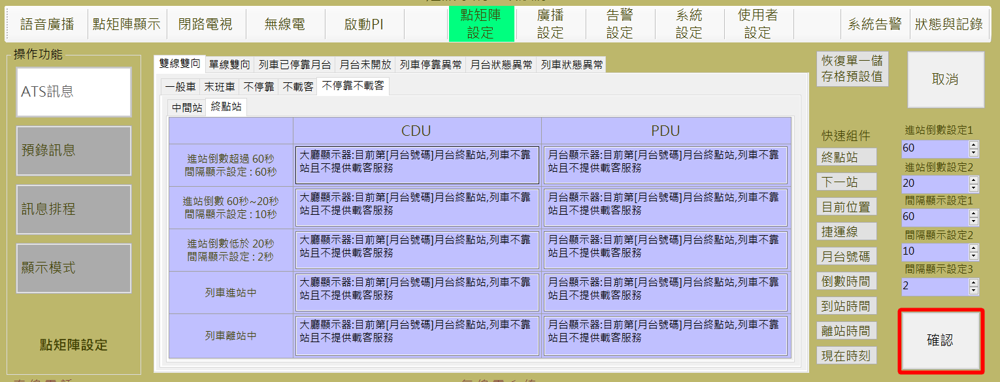 語音廣播
點矩陣顯示
閉路電視
無線電
啟動PI
點矩陣
設定
廣播
設定
告警
設定
系統
設定
使用者
設定
系統告警
狀態與記錄
操作功能
ATS訊息
預錄訊息
訊息排程
顯示模式
點矩陣設定
雙線雙向
單線雙向
列車已停靠月台
月台未開放
列車停靠異常
月台狀態異常
列車狀態異常
一般車
末班車
不停靠
不載客
不停靠不載客
中間站
終點站
CDU
PDU
進站倒數超過 60秒
間隔顯示設定 : 60秒
大廳顯示器:目前第[月台號碼]月台終點站,列車不靠
站且不提供載客服務
月台顯示器:目前第[月台號碼]月台終點站,列車不靠
站且不提供載客服務
進站倒數 60秒~20秒
間隔顯示設定 : 10秒
大廳顯示器:目前第[月台號碼]月台終點站,列車不靠
站且不提供載客服務
月台顯示器:目前第[月台號碼]月台終點站,列車不靠
站且不提供載客服務
進站倒數低於 20秒
間隔顯示設定 : 2秒
大廳顯示器:目前第[月台號碼]月台終點站,列車不靠
站且不提供載客服務
月台顯示器:目前第[月台號碼]月台終點站,列車不靠
站且不提供載客服務
列車進站中
大廳顯示器:目前第[月台號碼]月台終點站,列車不靠
站且不提供載客服務
月台顯示器:目前第[月台號碼]月台終點站,列車不靠
站且不提供載客服務
列車離站中
大廳顯示器:目前第[月台號碼]月台終點站,列車不靠
站且不提供載客服務
月台顯示器:目前第[月台號碼]月台終點站,列車不靠
站且不提供載客服務
恢復單一儲
存格預設值
取消
快速組件
終點站
下一站
目前位置
捷運線
月台號碼
倒數時間
到站時間
離站時間
現在時刻
進站倒數設定1
60
進站倒數設定2
20
間隔顯示設定1
60
間隔顯示設定2
10
間隔顯示設定3
2
確認